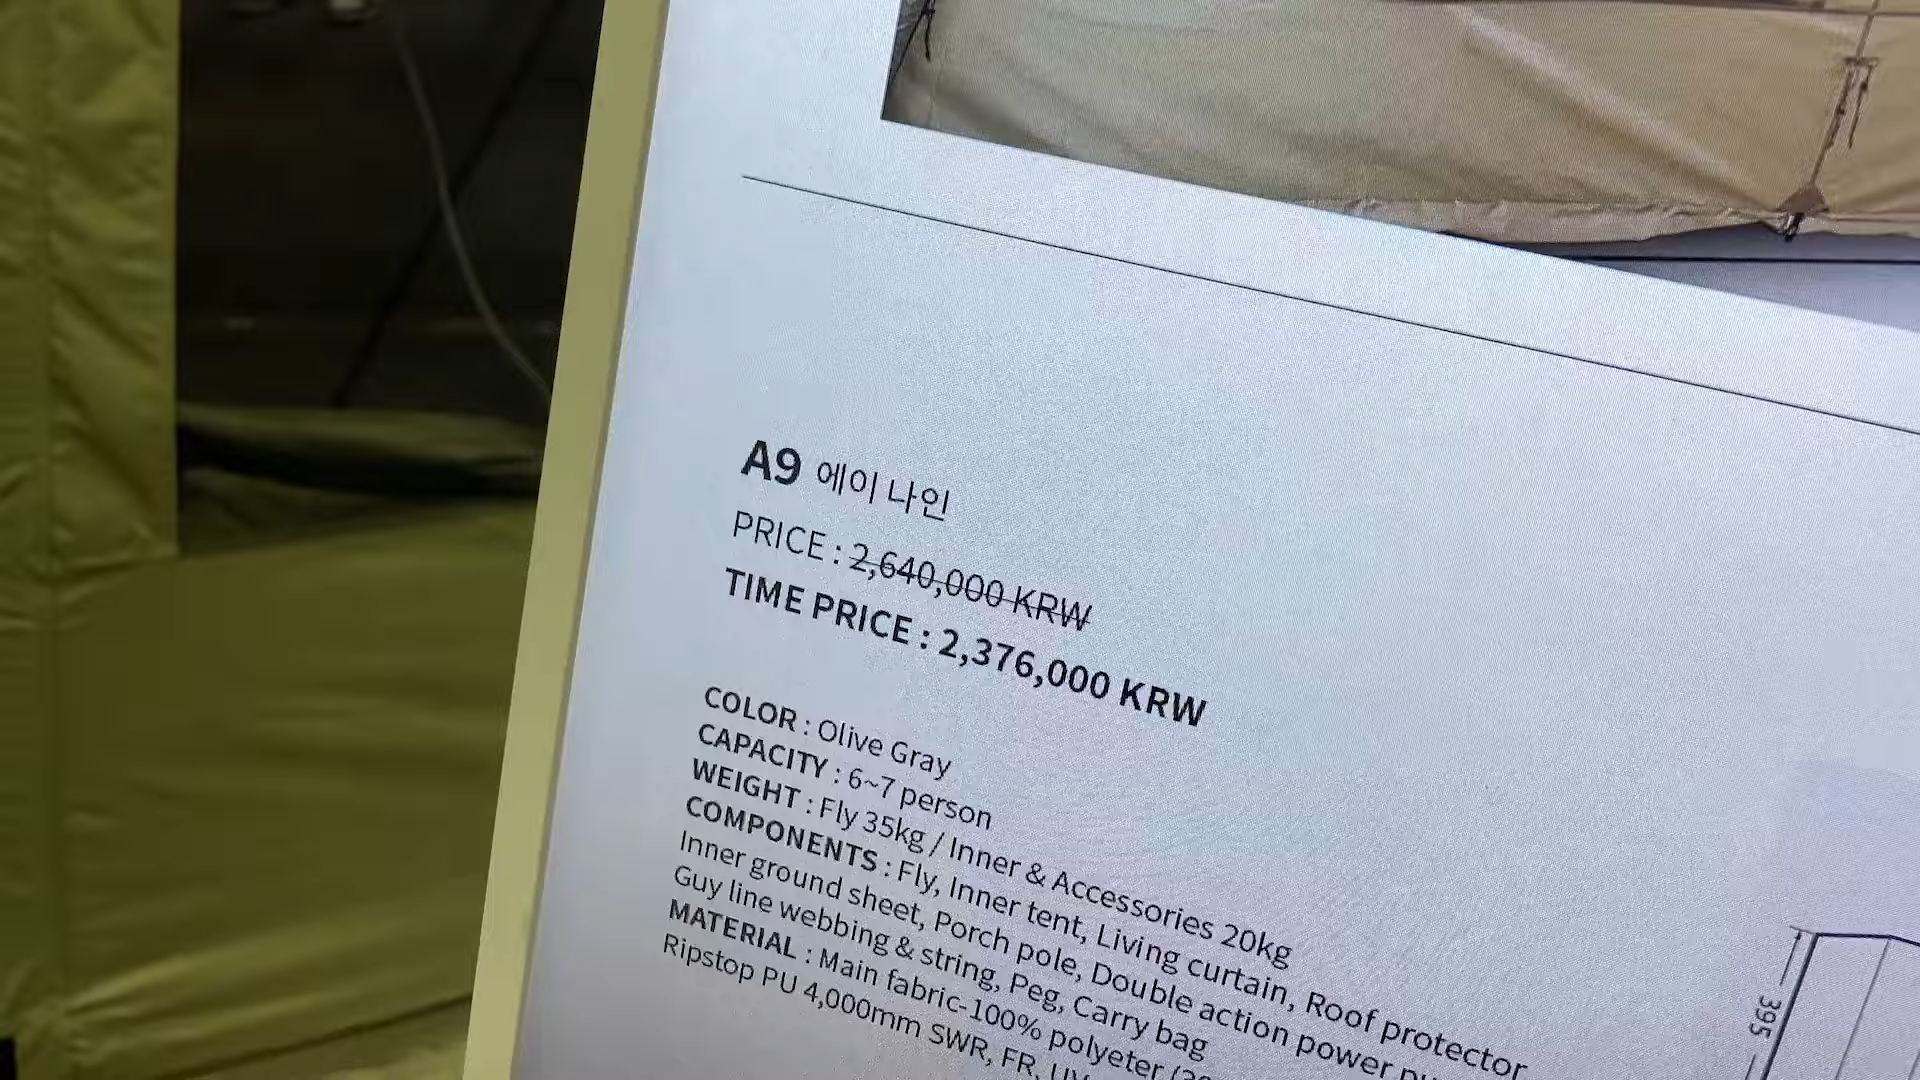 A9 에이 나인
PRICE : 2,640,000 KRW
TIME PRICE : 2,376,000 KRW
COLOR : Olive Gray
CAPACITY : 6~7 person
WEIGHT : Fly 35kg / Inner & Accessories 20kg
COMPONENTS : Fly, Inner tent, Living curtain, Roof protector
Inner ground sheet, Porch pole, Double action power
Guy line webbing & string, Peg, Carry bag
MATERIAL : Main fabric-100% polyeter
Ripstop PU 4,000mm SWR, FR,
395